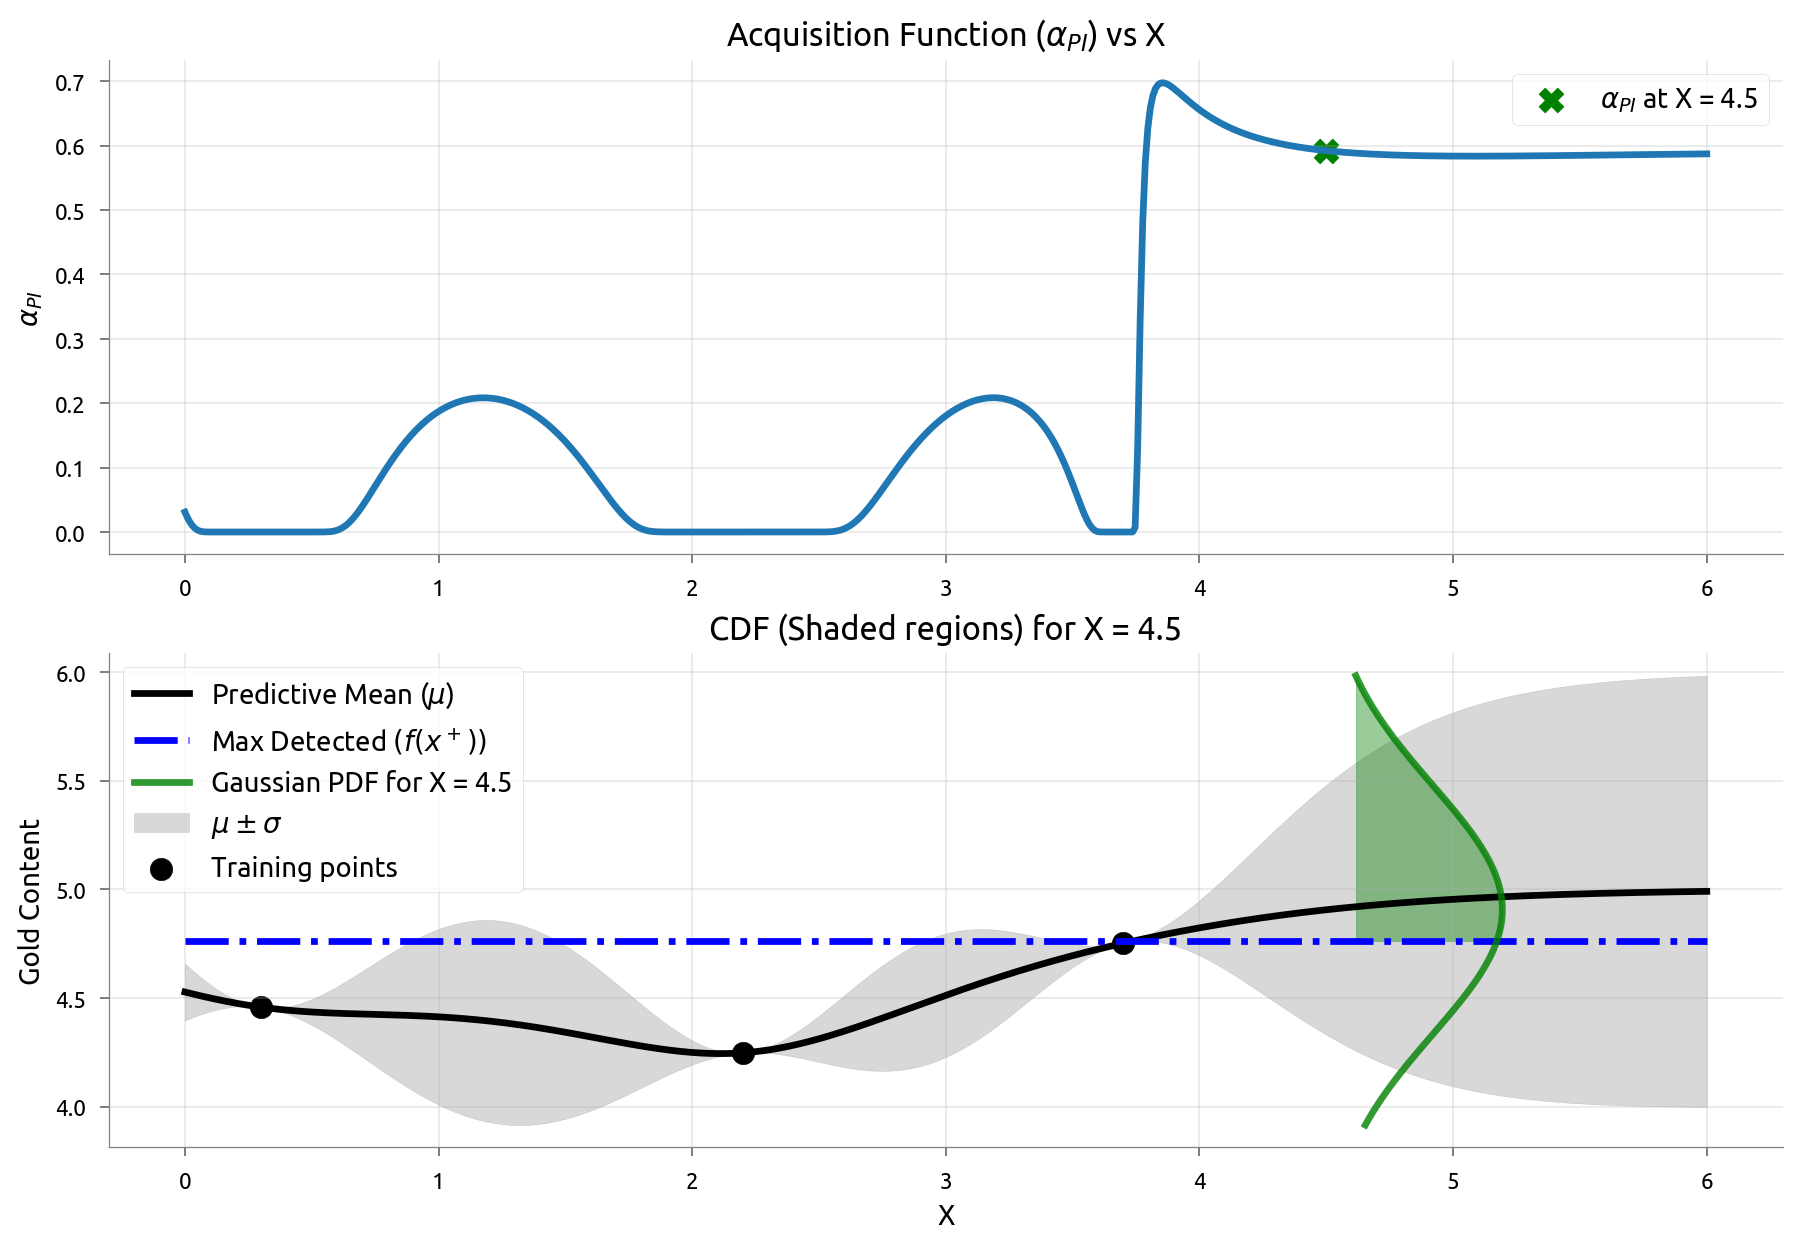 Acquisition Function (α_PI) vs X
α_PI at X = 4.5
0.7
0.6
0.5
0.4
0.3
0.2
0.1
0.0
α_PI
0 1 2 3 4 5 6
CDF (Shaded regions) for X = 4.5
Predictive Mean (μ)
Max Detected (f(x⁺))
Gaussian PDF for X = 4.5
μ ± σ
Training points
6.0
5.5
5.0
4.5
4.0
Gold Content
0 1 2 3 4 5 6
X